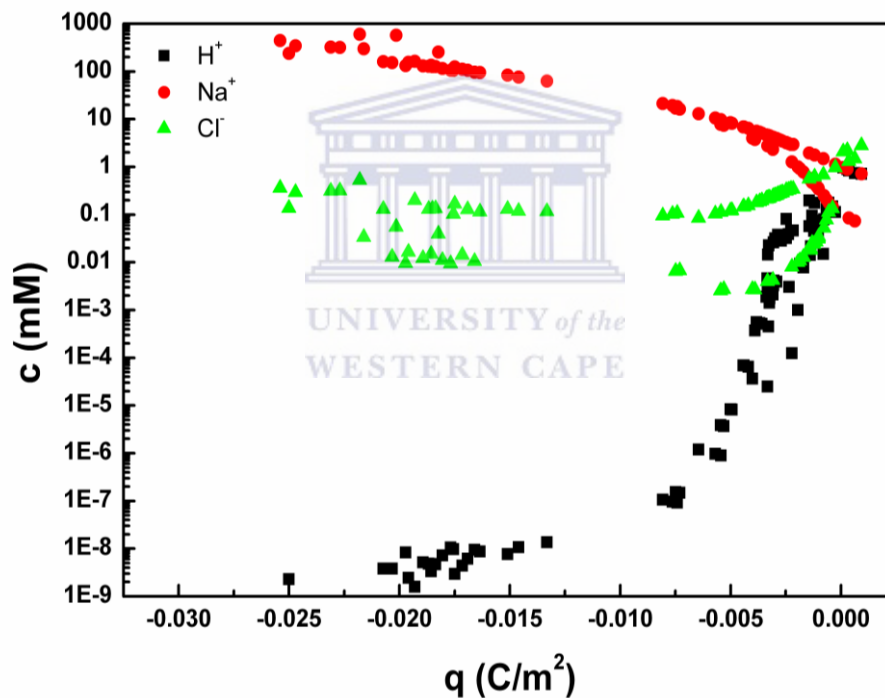 1000
100
10
1
0.1
0.01
1E-3
1E-4
1E-5
1E-6
1E-7
1E-8
1E-9
c (mM)
H⁺
Na⁺
Cl⁻
UNIVERSITY of the
WESTERN CAPE
-0.030 -0.025 -0.020 -0.015 -0.010 -0.005 0.000
q (C/m²)